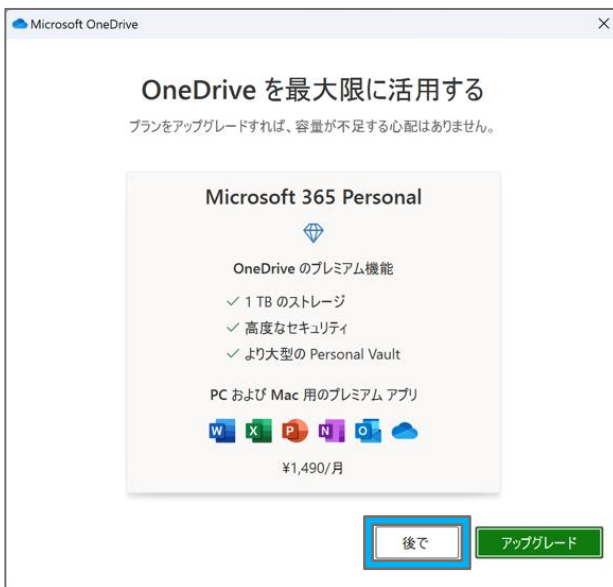 Microsoft OneDrive
OneDrive を最大限に活用する
プランをアップグレードすれば、容量が不足する心配はありません。
Microsoft 365 Personal
OneDrive のプレミアム機能
✓ 1 TB のストレージ
✓ 高度なセキュリティ
✓ より大型の Personal Vault
PC および Mac 用のプレミアム アプリ
W X P N O
¥1,490/月
後で アップグレード